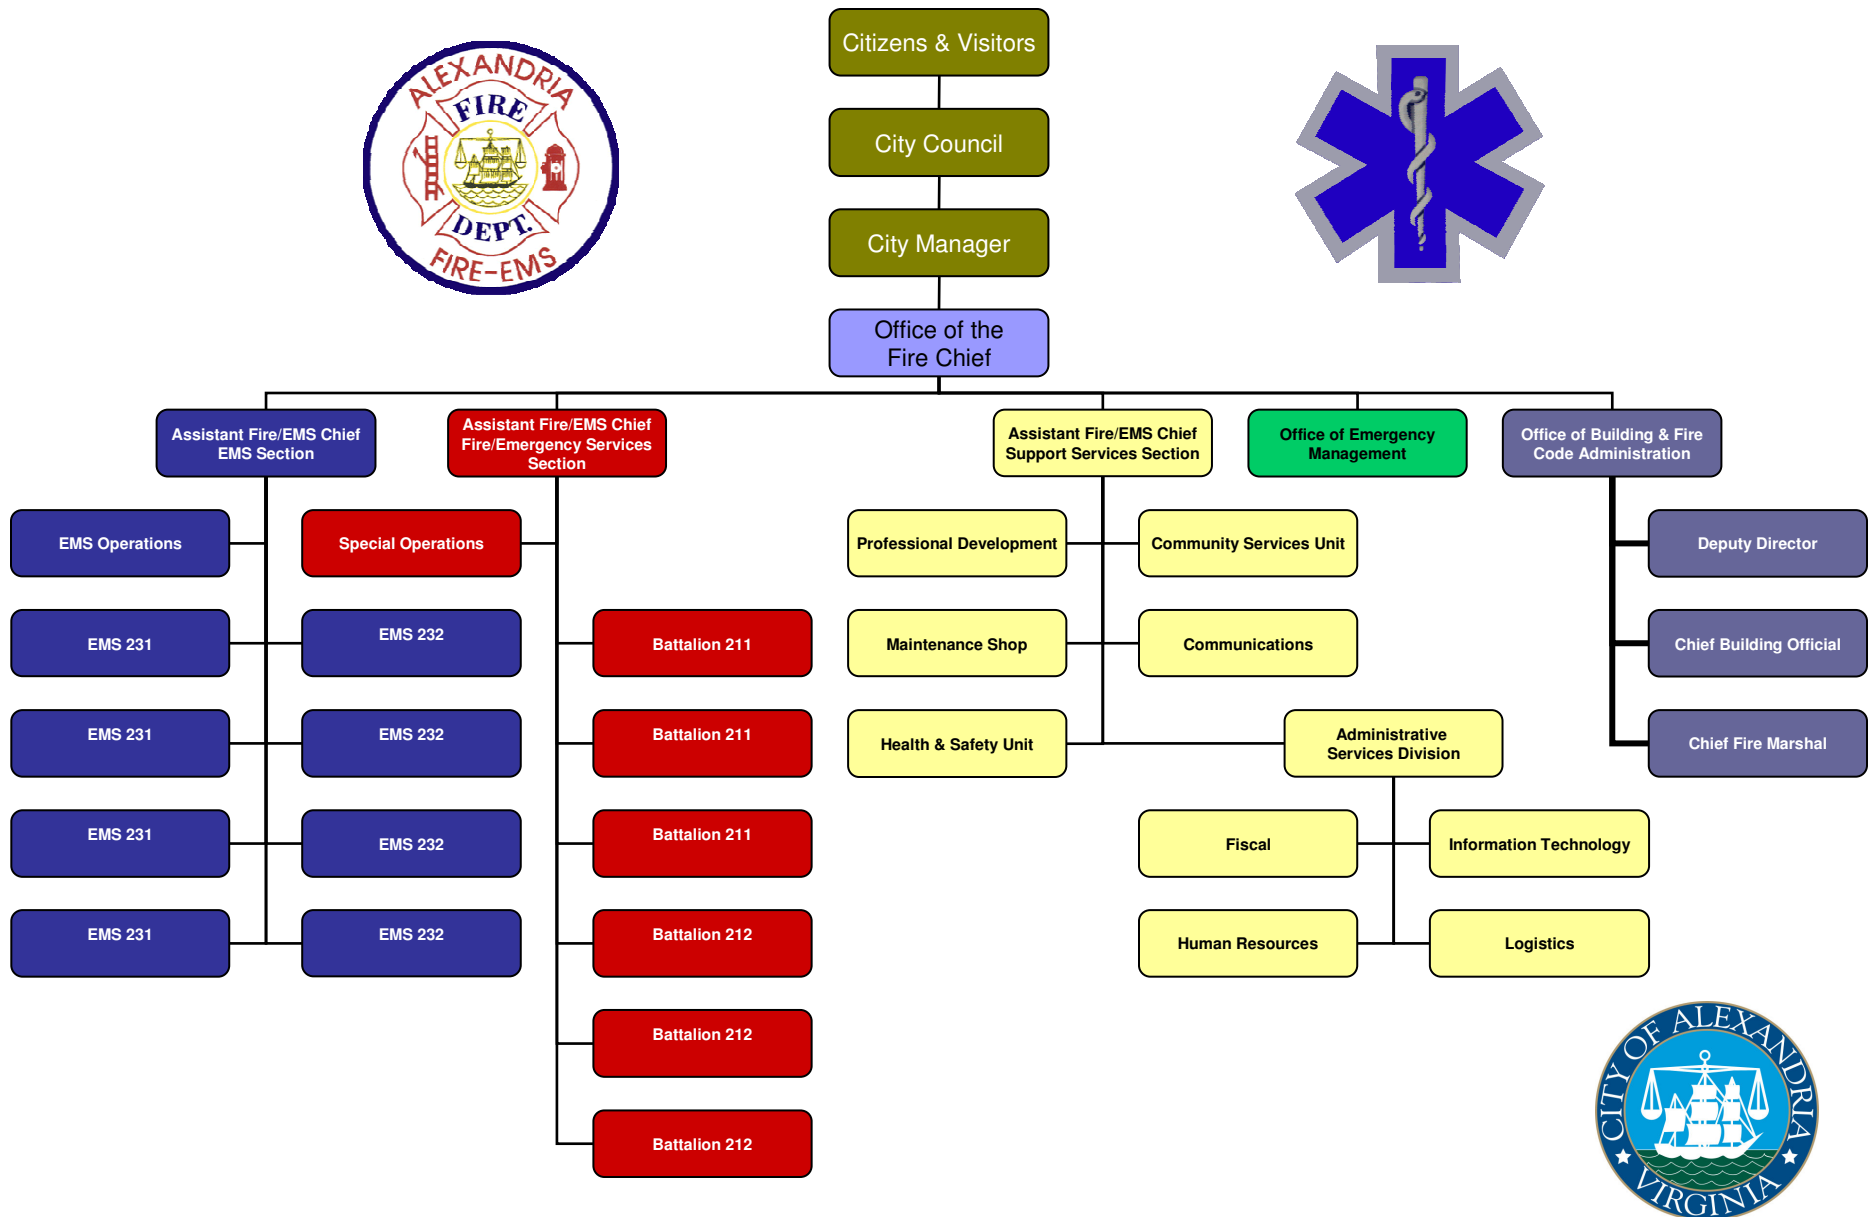 Citizens & Visitors
ALEXANDRIA
FIRE
DEPT.
FIRE-EMS
City Council
City Manager
Office of the
Fire Chief
Assistant Fire/EMS Chief
EMS Section
Assistant Fire/EMS Chief
Fire/Emergency Services
Section
Assistant Fire/EMS Chief
Support Services Section
Office of Emergency
Management
Office of Building & Fire
Code Administration
EMS Operations
Special Operations
Professional Development
Community Services Unit
Deputy Director
EMS 231
EMS 232
Battalion 211
Maintenance Shop
Communications
Chief Building Official
EMS 231
EMS 232
Battalion 211
Health & Safety Unit
Administrative
Services Division
Chief Fire Marshal
EMS 231
EMS 232
Battalion 211
Fiscal
Information Technology
EMS 231
EMS 232
Battalion 212
Human Resources
Logistics
Battalion 212
Battalion 212
CITY OF ALEXANDRIA
VIRGINIA